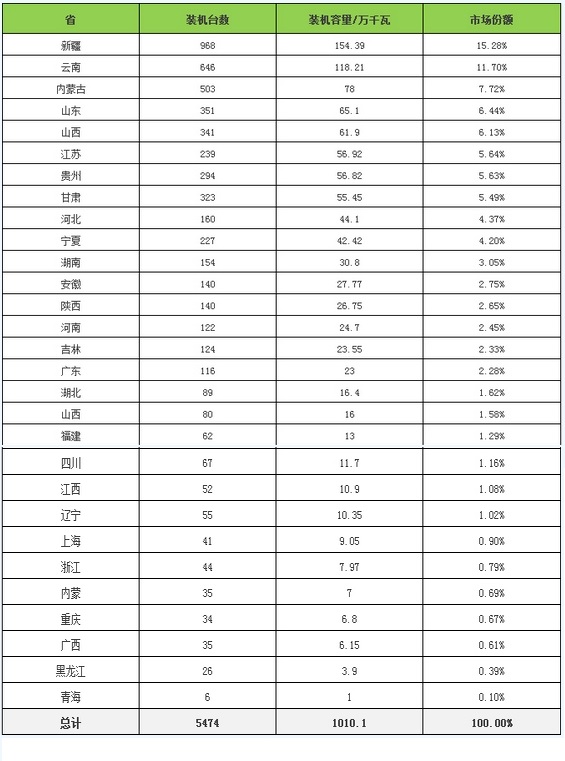 省 装机台数 装机容量/万千瓦 市场份额
新疆 968 154.39 15.28%
云南 646 118.21 11.70%
内蒙古 503 78 7.72%
山东 351 65.1 6.44%
山西 341 61.9 6.13%
江苏 239 56.92 5.64%
贵州 294 56.82 5.63%
甘肃 323 55.45 5.49%
河北 160 44.1 4.37%
宁夏 227 42.42 4.20%
湖南 154 30.8 3.05%
安徽 140 27.77 2.75%
陕西 140 26.75 2.65%
河南 122 24.7 2.45%
吉林 124 23.55 2.33%
广东 116 23 2.28%
湖北 89 16.4 1.62%
山西 80 16 1.58%
福建 62 13 1.29%
四川 67 11.7 1.16%
江西 52 10.9 1.08%
辽宁 55 10.35 1.02%
上海 41 9.05 0.90%
浙江 44 7.97 0.79%
内蒙 35 7 0.69%
重庆 34 6.8 0.67%
广西 35 6.15 0.61%
黑龙江 26 3.9 0.39%
青海 6 1 0.10%
总计 5474 1010.1 100.00%